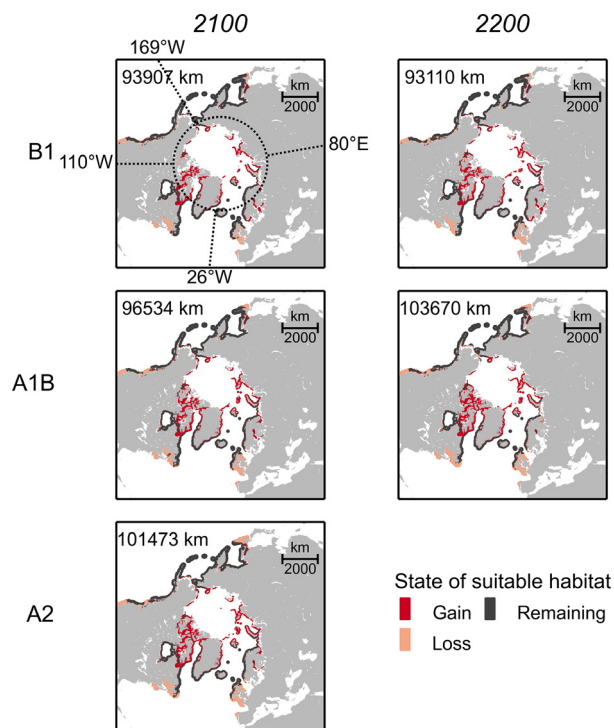 2100
2200
169°W
93907 km
km
2000
B1
110°W
80°E
26°W
93110 km
km
2000
A1B
96534 km
km
2000
103670 km
km
2000
A2
101473 km
km
2000
State of suitable habitat
Gain
Remaining
Loss